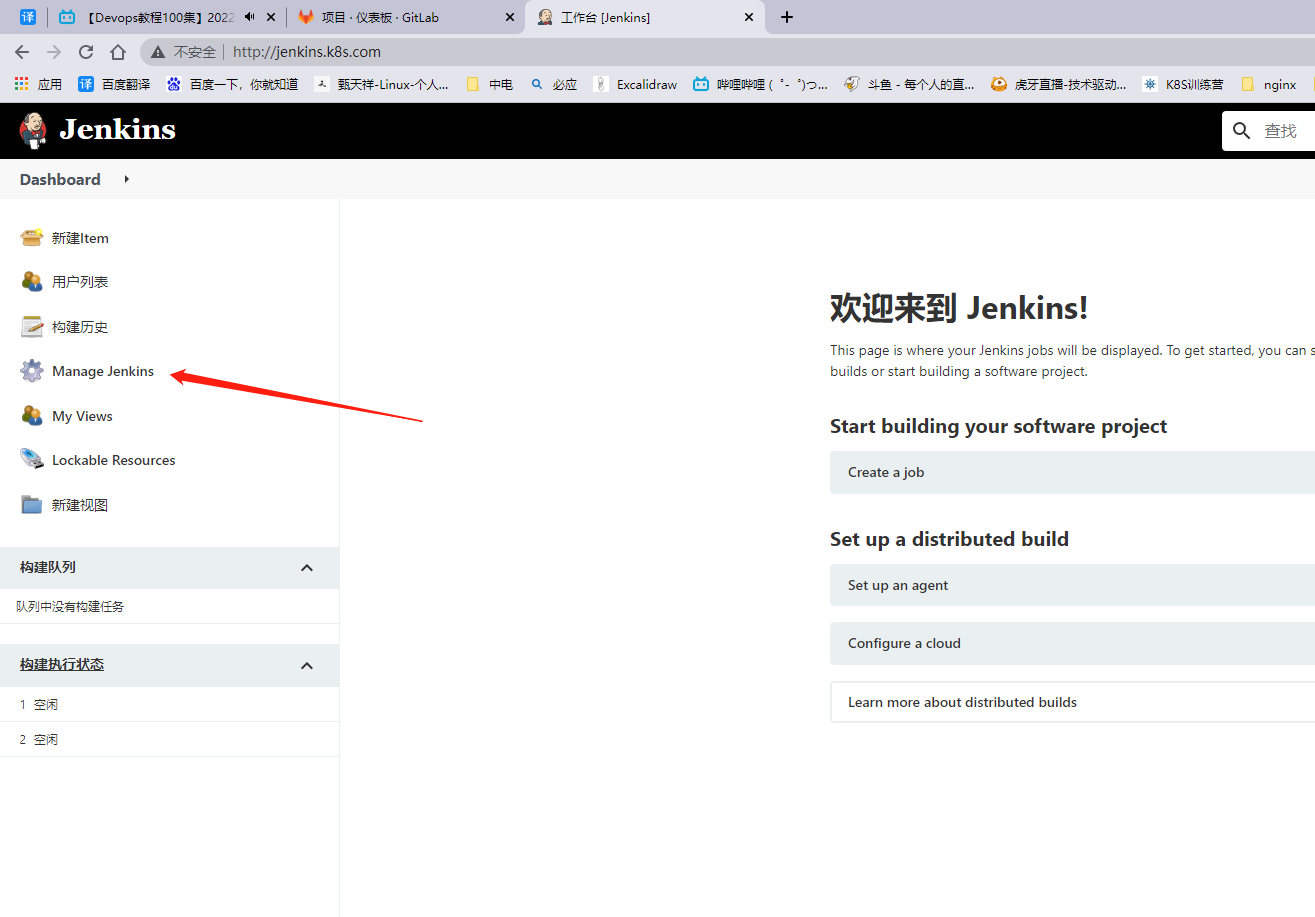 译
【Devops教程100集】2022
项目 · 仪表板 · GitLab
工作台 [Jenkins]
不安全
http://jenkins.k8s.com
应用
译
百度翻译
百度一下，你就知道
甄天祥-Linux-个人...
中电
必应
Excalidraw
哔哩哔哩 ( ゜- ゜)つ...
斗鱼 - 每个人的直...
虎牙直播-技术驱动...
K8S训练营
nginx
Jenkins
查找
Dashboard
新建Item
用户列表
构建历史
Manage Jenkins
My Views
Lockable Resources
新建视图
构建队列
队列中没有构建任务
构建执行状态
1 空闲
2 空闲
欢迎来到 Jenkins!
This page is where your Jenkins jobs will be displayed. To get started, you can s
builds or start building a software project.
Start building your software project
Create a job
Set up a distributed build
Set up an agent
Configure a cloud
Learn more about distributed builds